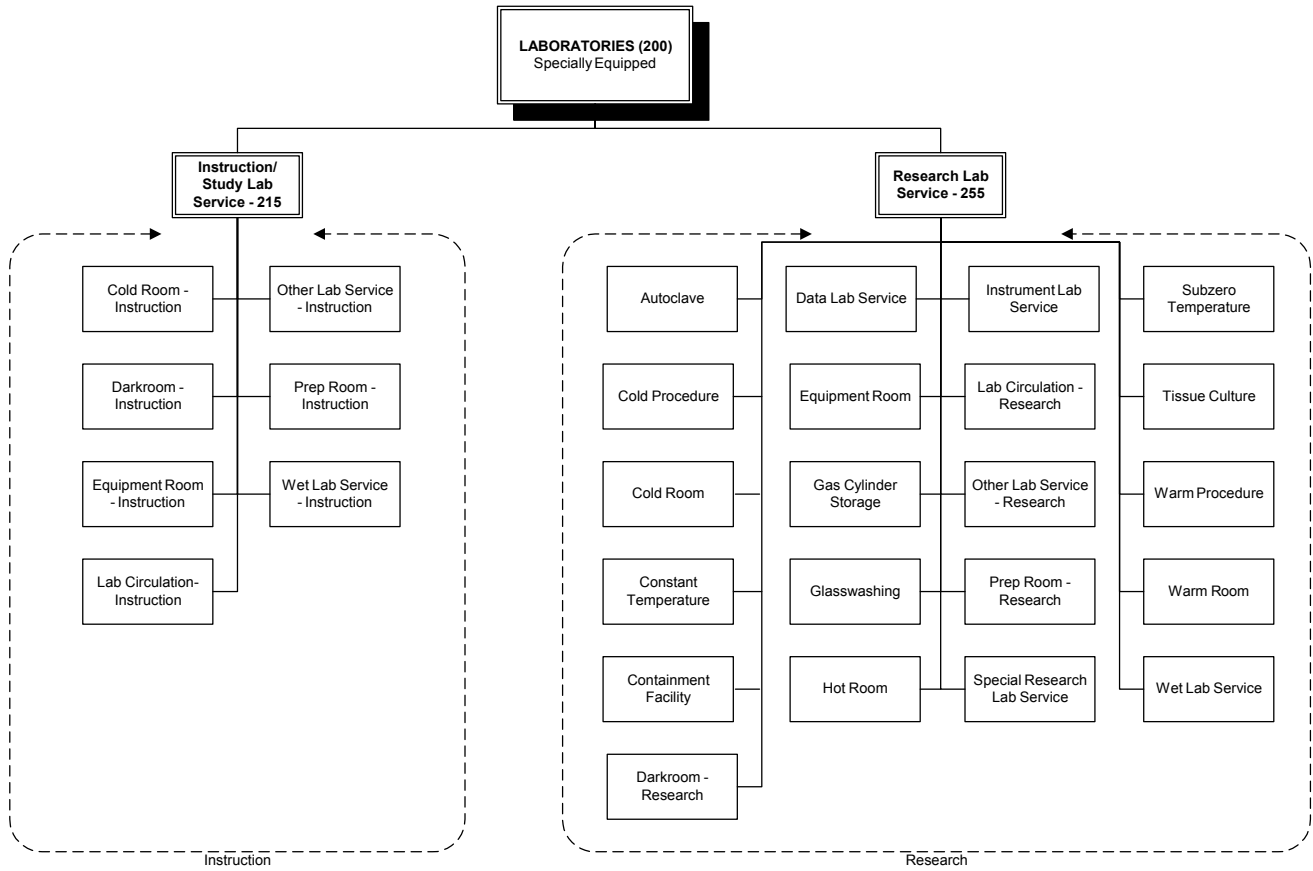 LABORATORIES (200)
Specially Equipped
Instruction/
Study Lab
Service - 215
Research Lab
Service - 255
Cold Room -
Instruction
Other Lab Service
- Instruction
Darkroom -
Instruction
Prep Room -
Instruction
Equipment Room
- Instruction
Wet Lab Service
- Instruction
Lab Circulation-
Instruction
Instruction
Autoclave
Data Lab Service
Instrument Lab
Service
Subzero
Temperature
Cold Procedure
Equipment Room
Lab Circulation -
Research
Tissue Culture
Cold Room
Gas Cylinder
Storage
Other Lab Service
- Research
Warm Procedure
Constant
Temperature
Glasswashing
Prep Room -
Research
Warm Room
Containment
Facility
Hot Room
Special Research
Lab Service
Wet Lab Service
Darkroom -
Research
Research